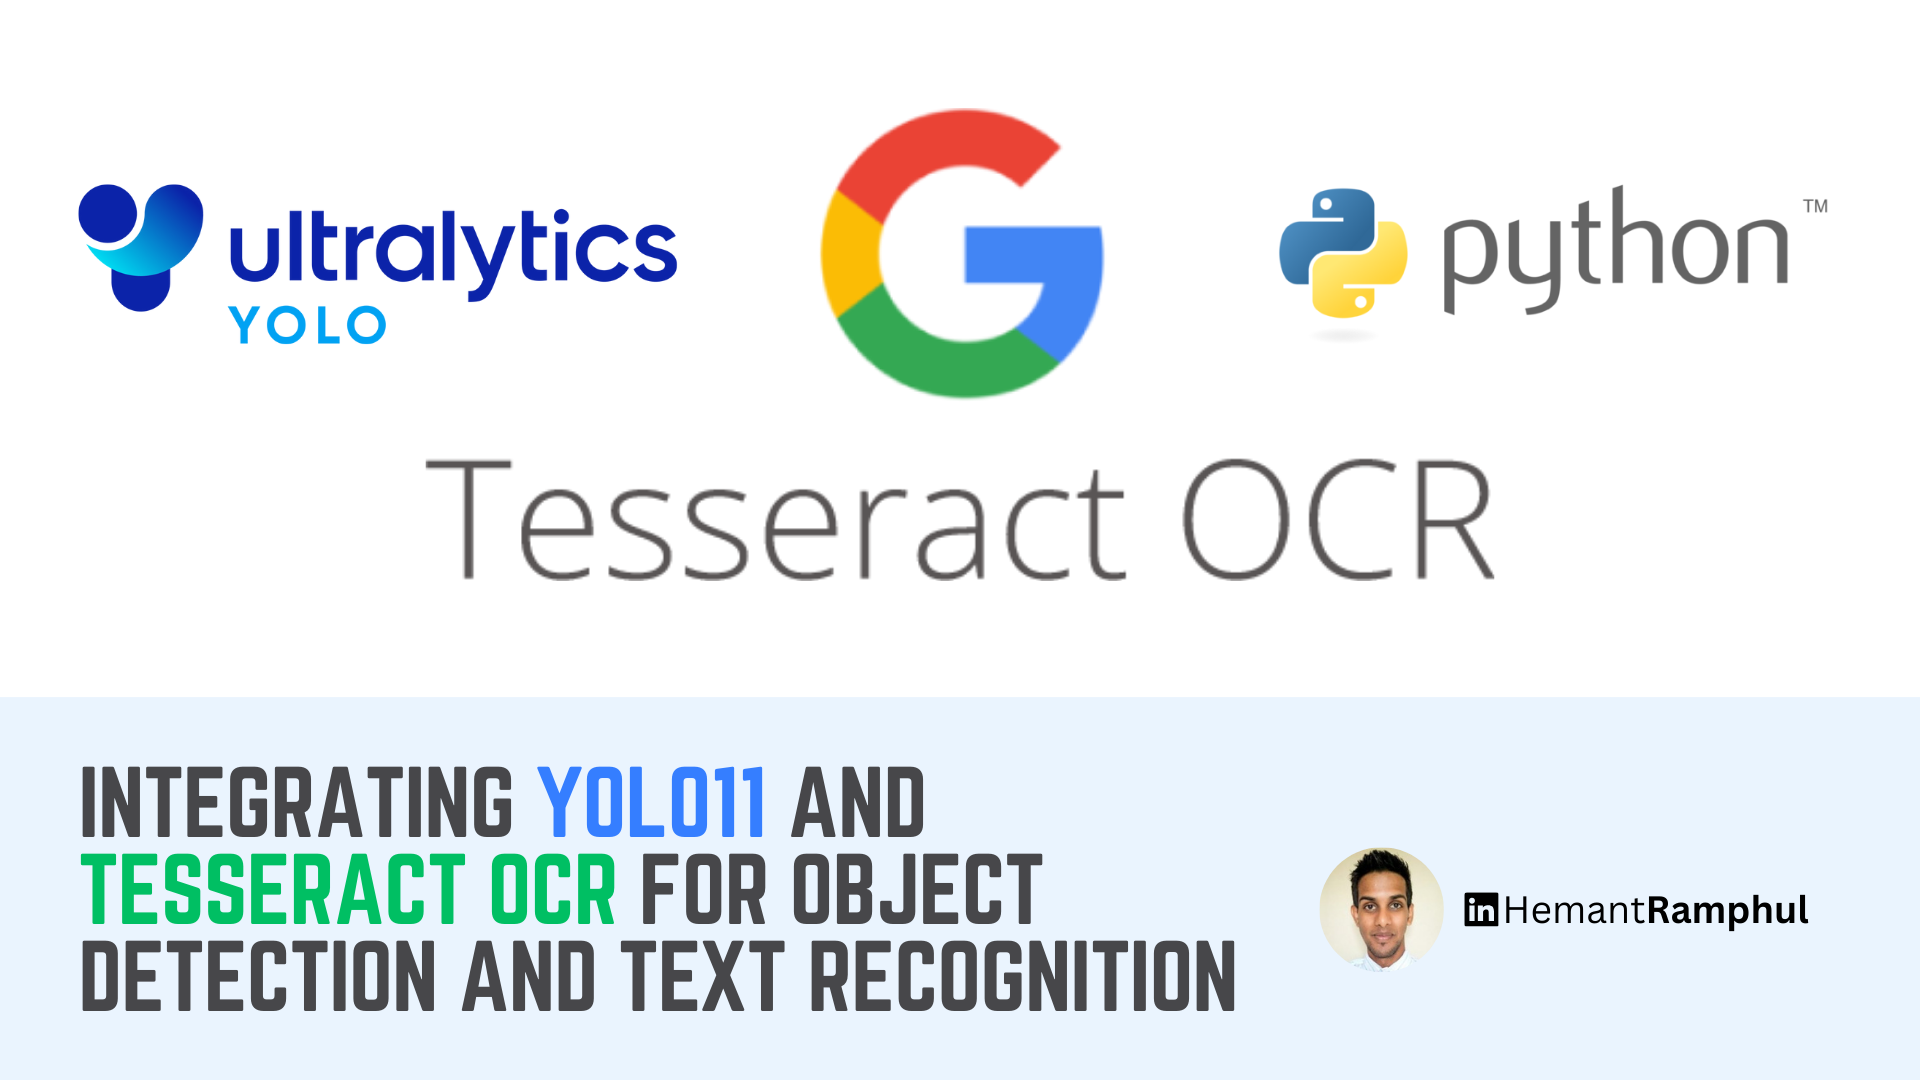 ultralytics
YOLO
python™
Tesseract OCR
INTEGRATING YOLO11 AND
TESSERACT OCR FOR OBJECT
DETECTION AND TEXT RECOGNITION
in HemantRamphul